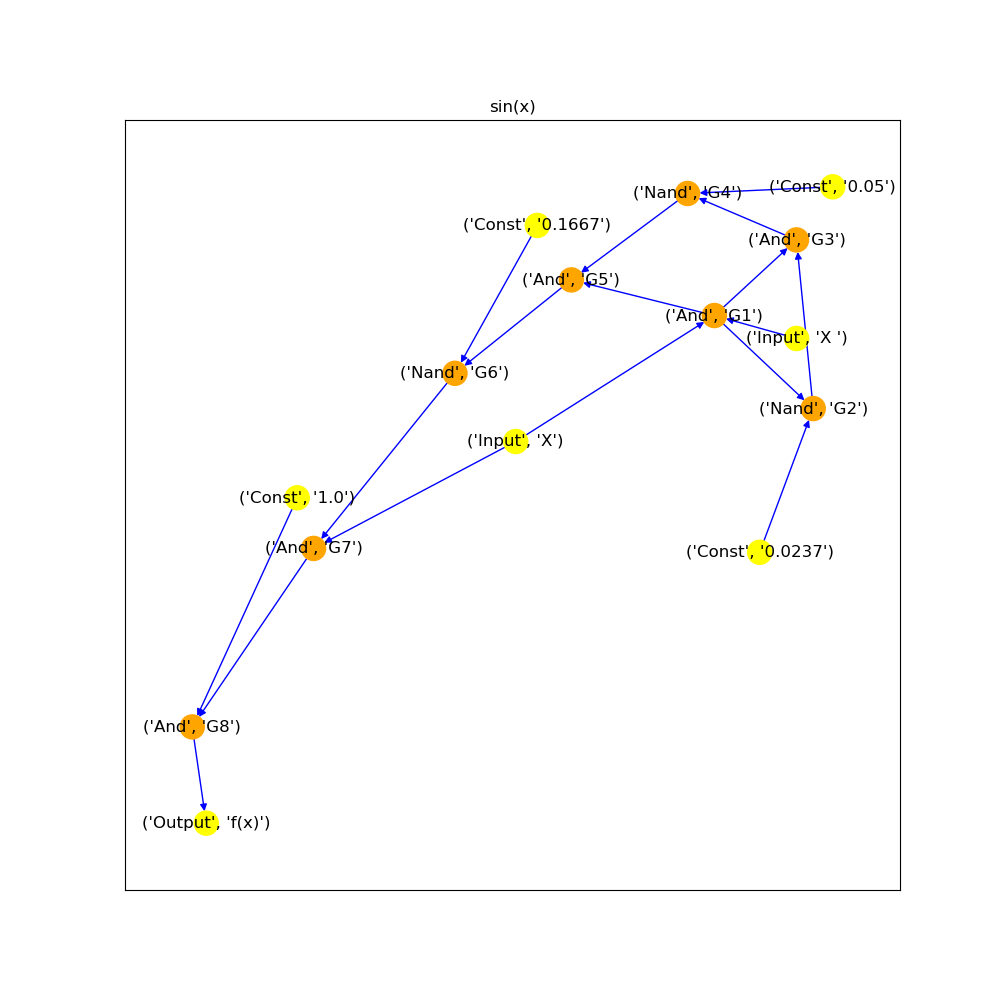 sin(x)
('Nand', 'G4')
('Const', '0.05')
('Const', '0.1667')
('And', 'G3')
('And', 'G5')
('And', 'G1')
('Input', 'X ')
('Nand', 'G6')
('Nand', 'G2')
('Input', 'X')
('Const', '1.0')
('And', 'G7')
('Const', '0.0237')
('And', 'G8')
('Output', 'f(x)')